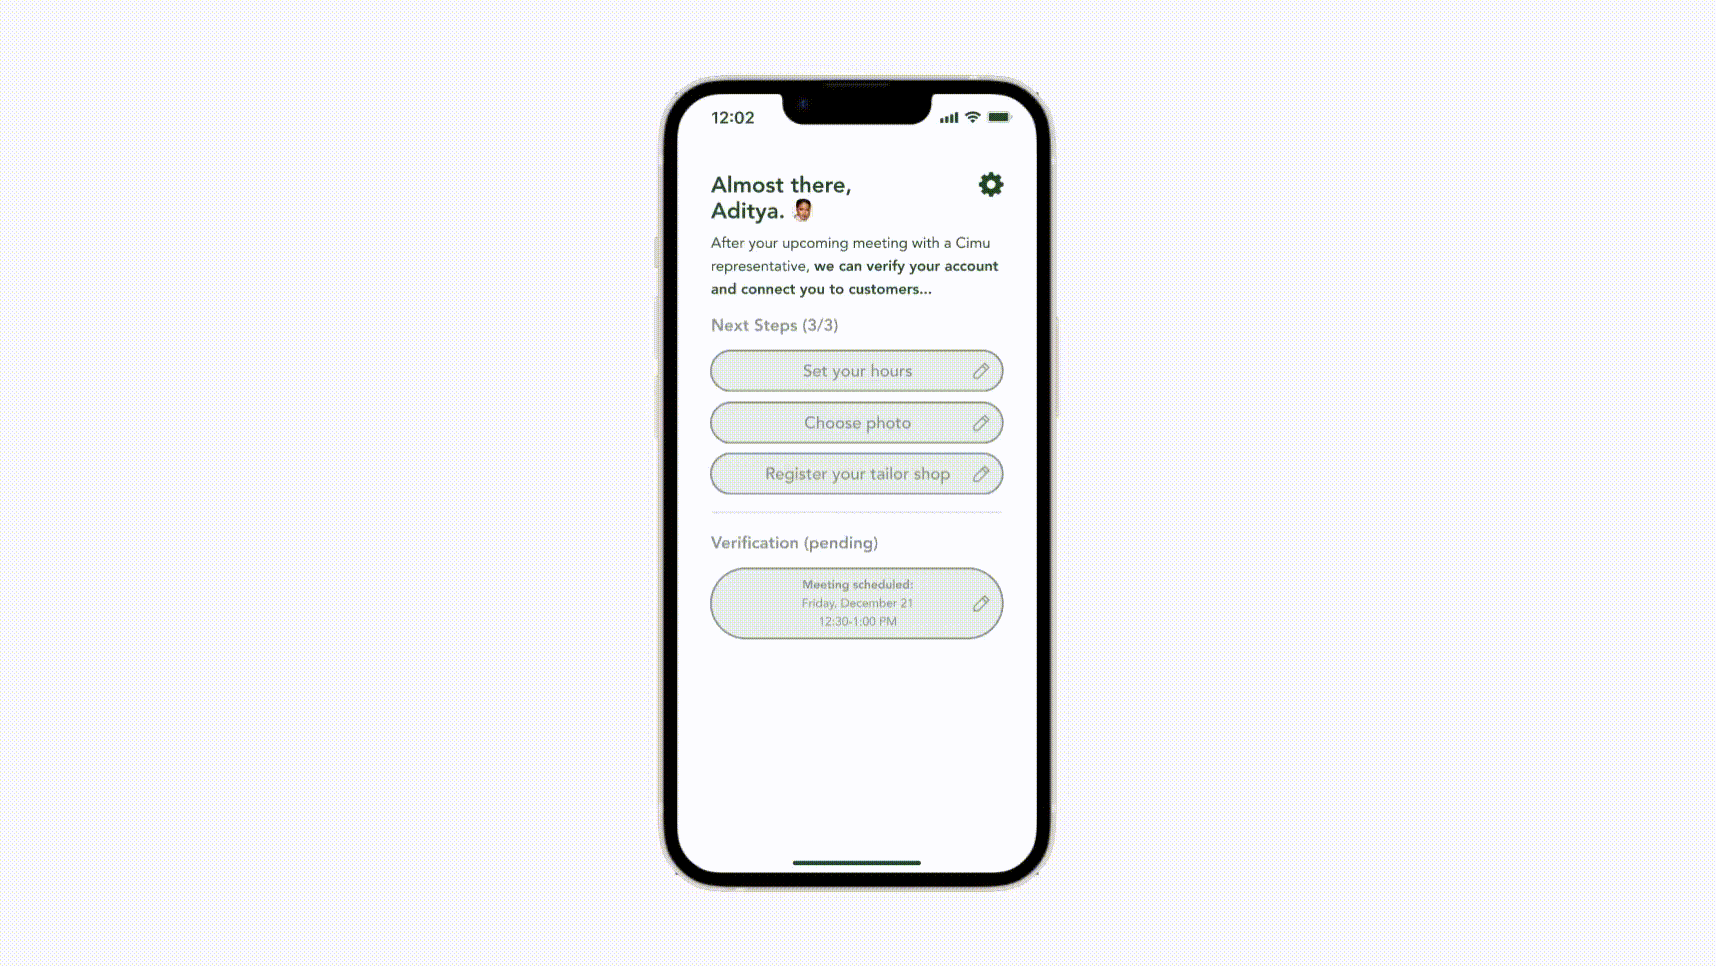 12:02
Almost there,
Aditya.
After your upcoming meeting with a Cimu
representative, we can verify your account
and connect you to customers...
Next Steps (3/3)
Set your hours
Choose photo
Register your tailor shop
Verification (pending)
Meeting scheduled:
Friday, December 21
12:30-1:00 PM